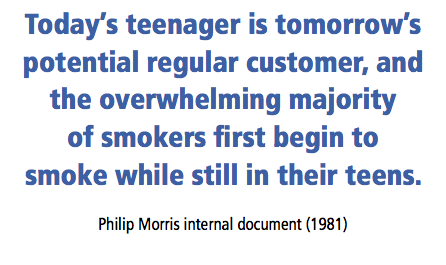 Today’s teenager is tomorrow’s
potential regular customer, and
the overwhelming majority
of smokers first begin to
smoke while still in their teens.
Philip Morris internal document (1981)